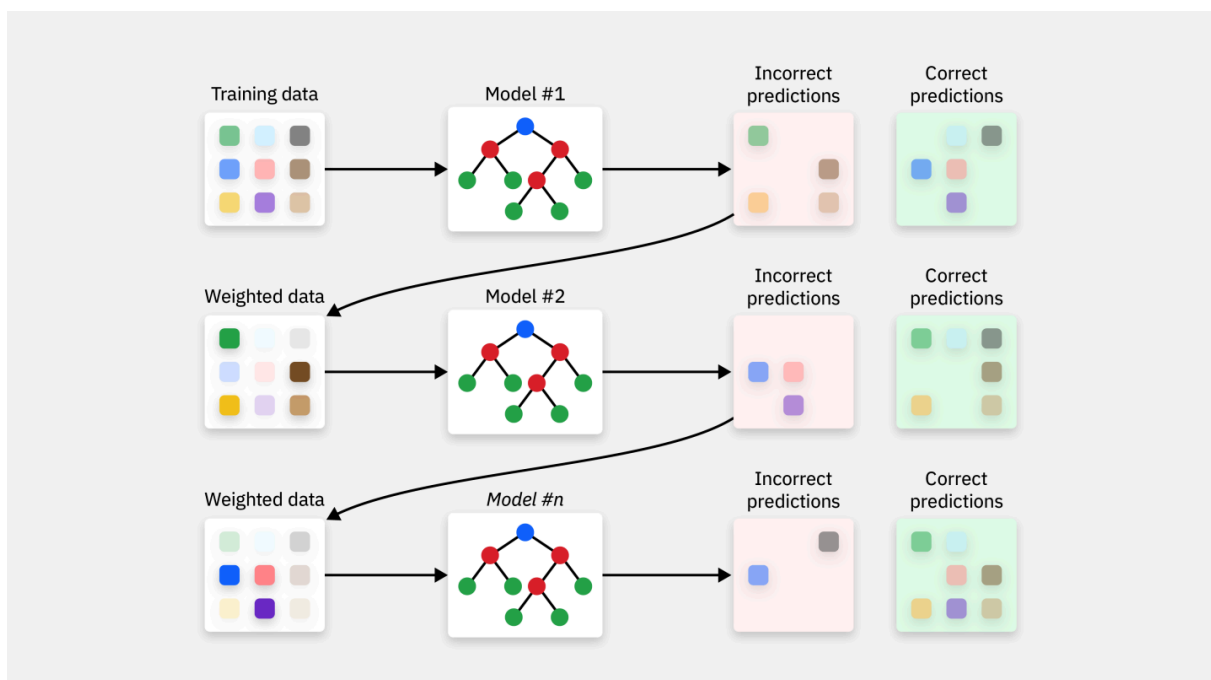 Training data
Model #1
Incorrect
predictions
Correct
predictions
Weighted data
Model #2
Incorrect
predictions
Correct
predictions
Weighted data
Model #n
Incorrect
predictions
Correct
predictions